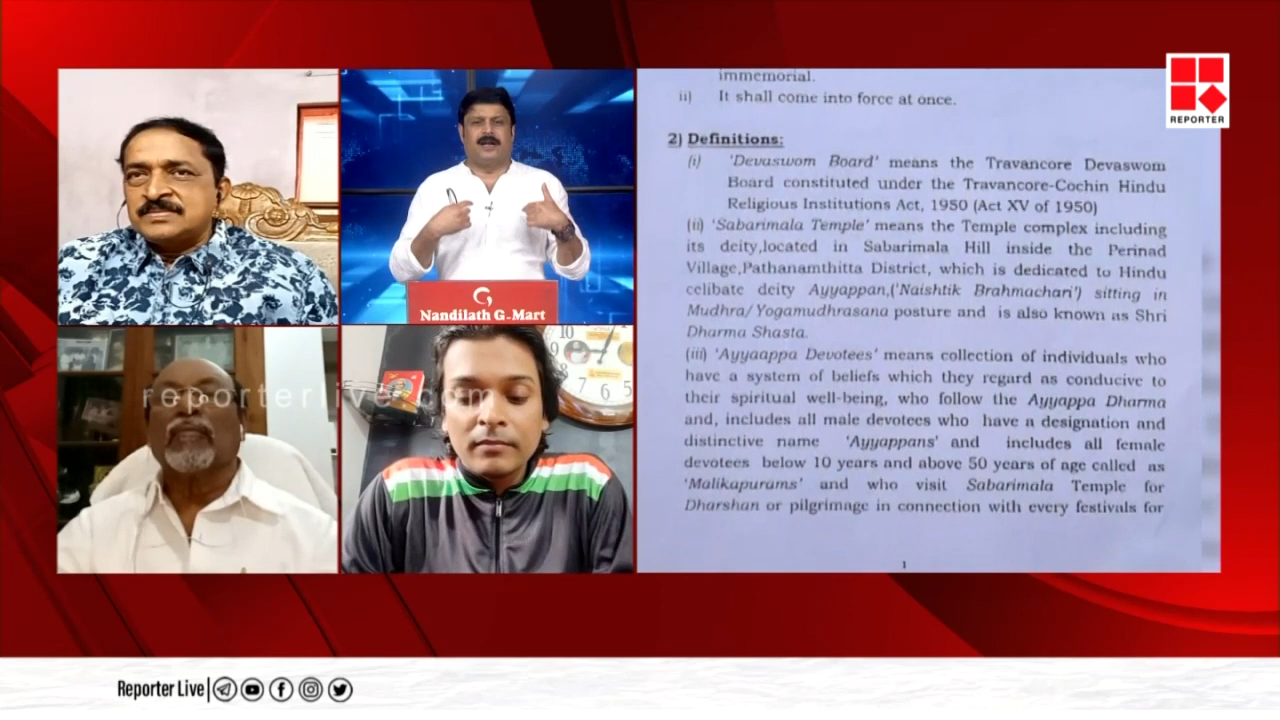 immemorial.
ii) It shall come into force at once.
2) Definitions:
(i) 'Devaswom Board' means the Travancore Devaswom
Board constituted under the Travancore-Cochin Hindu
Religious Institutions Act, 1950 (Act XV of 1950)
(ii) 'Sabarimala Temple' means the Temple complex including
its deity,located in Sabarimala Hill inside the Perinad
Village,Pathanamthitta District, which is dedicated to Hindu
celibate deity Ayyappan,('Naishtik Brahmachari') sitting in
Mudhra/Yogamudhrasana posture and is also known as Shri
Dharma Shasta.
(iii) 'Ayyaappa Devotees' means collection of individuals who
have a system of beliefs which they regard as conducive to
their spiritual well-being, who follow the Ayyappa Dharma
and, includes all male devotees who have a designation and
distinctive name 'Ayyappans' and includes all female
devotees below 10 years and above 50 years of age called as
'Malikapurams' and who visit Sabarimala Temple for
Dharshan or pilgrimage in connection with every festivals for
1
REPORTER
Nandilath G-Mart
reporterlive.com
10 1 2 3 4 5 6
Reporter Live